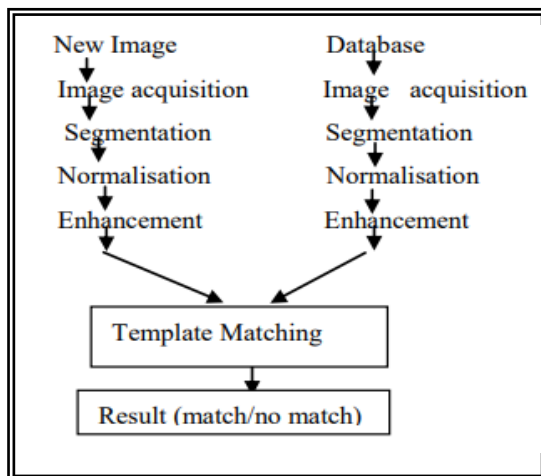 New Image
Image acquisition
Segmentation
Normalisation
Enhancement
Database
Image acquisition
Segmentation
Normalisation
Enhancement
Template Matching
Result (match/no match)